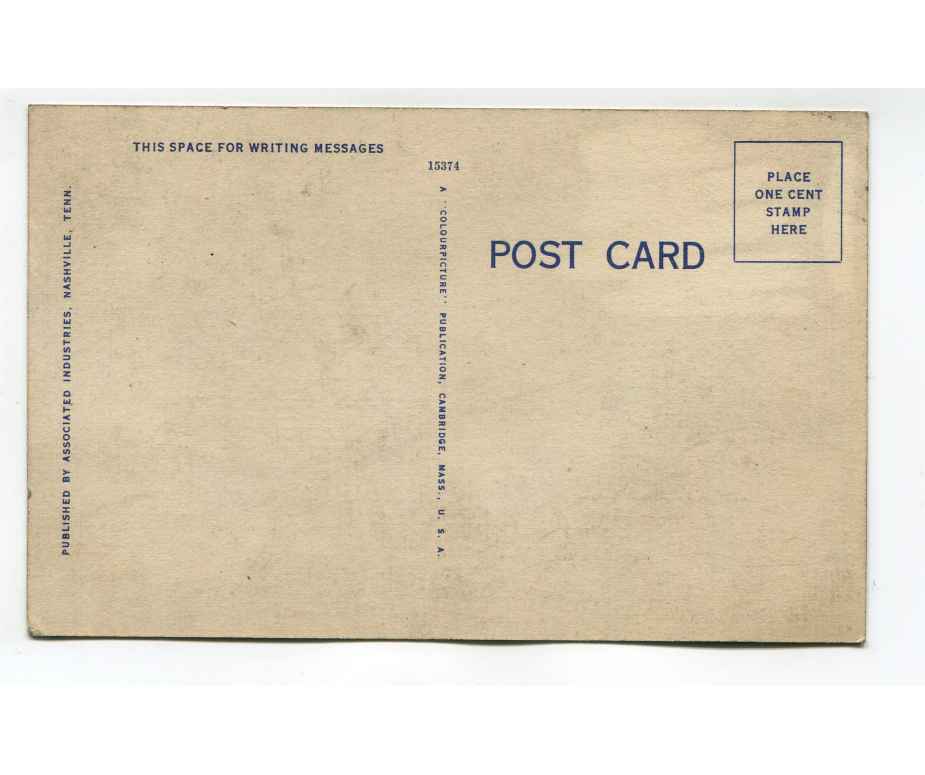 THIS SPACE FOR WRITING MESSAGES
PUBLISHED BY ASSOCIATED INDUSTRIES, NASHVILLE, TENN.
15374
A "COLOURPICTURE" PUBLICATION, CAMBRIDGE, MASS., U. S. A.
POST CARD
PLACE
ONE CENT
STAMP
HERE